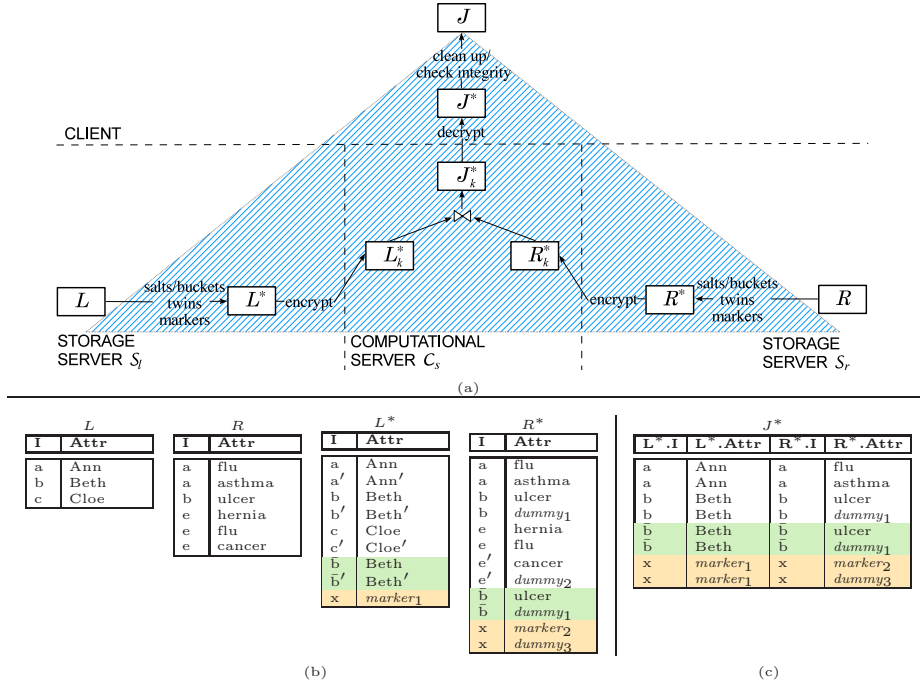 J
clean up/
check integrity
J*
decrypt
CLIENT
J*k
L*k
R*k
L
salts/buckets
twins
markers
L*
encrypt
encrypt
R*
salts/buckets
twins
markers
R
STORAGE
SERVER Sl
COMPUTATIONAL
SERVER Cs
STORAGE
SERVER Sr
(a)
L
I Attr
a Ann
b Beth
c Cloe
R
I Attr
a flu
a asthma
b ulcer
e hernia
e flu
e cancer
L*
I Attr
a Ann
a′ Ann′
b Beth
b′ Beth′
c Cloe
c′ Cloe′
b̄ Beth
b̄′ Beth′
x marker1
R*
I Attr
a flu
a asthma
b ulcer
b dummy1
e hernia
e flu
e′ cancer
e′ dummy2
b̄ ulcer
b̄ dummy1
x marker2
x dummy3
(b)
J*
L*.I L*.Attr R*.I R*.Attr
a Ann a flu
a Ann a asthma
b Beth b ulcer
b Beth b dummy1
b̄ Beth b̄ ulcer
b̄ Beth b̄ dummy1
x marker1 x marker2
x marker1 x dummy3
(c)